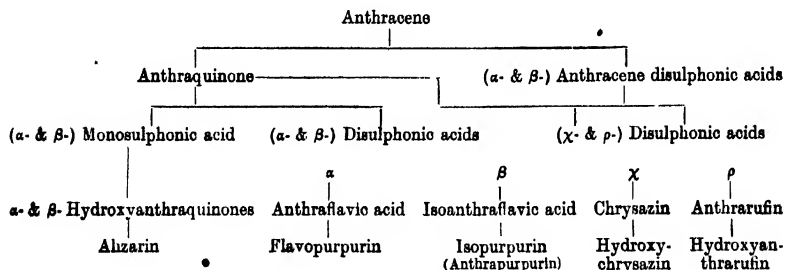 Anthracene
Anthraquinone (α- & β-) Anthracene disulphonic acids
(α- & β-) Monosulphonic acid (α- & β-) Disulphonic acids (χ- & ρ-) Disulphonic acids
α β χ ρ
α- & β- Hydroxyanthraquinones Anthraflavic acid Isoanthraflavic acid Chrysazin Anthrarufin
Alizarin Flavopurpurin Isopurpurin Hydroxy- Hydroxyan-
(Anthrapurpurin) chrysazin thrarufin